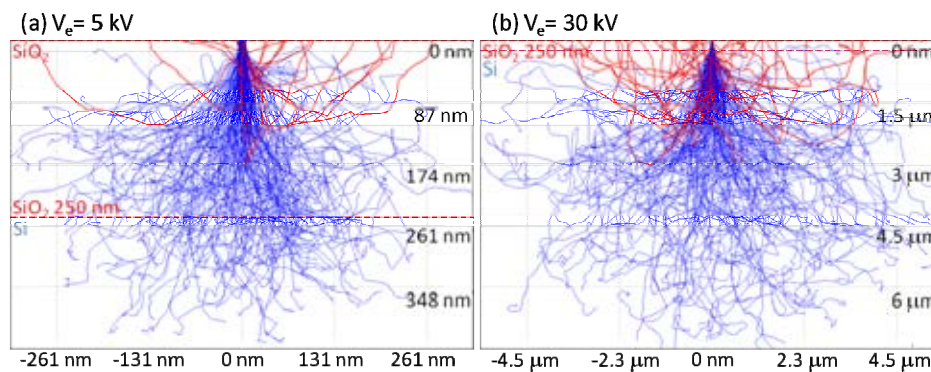 (a) Vₑ= 5 kV
SiO₂
0 nm
87 nm
174 nm
SiO₂ 250 nm
Si
261 nm
348 nm
-261 nm -131 nm 0 nm 131 nm 261 nm
(b) Vₑ= 30 kV
SiO₂ 250 nm
0 nm
Si
1.5 μm
3 μm
4.5 μm
6 μm
-4.5 μm -2.3 μm 0 nm 2.3 μm 4.5 μm